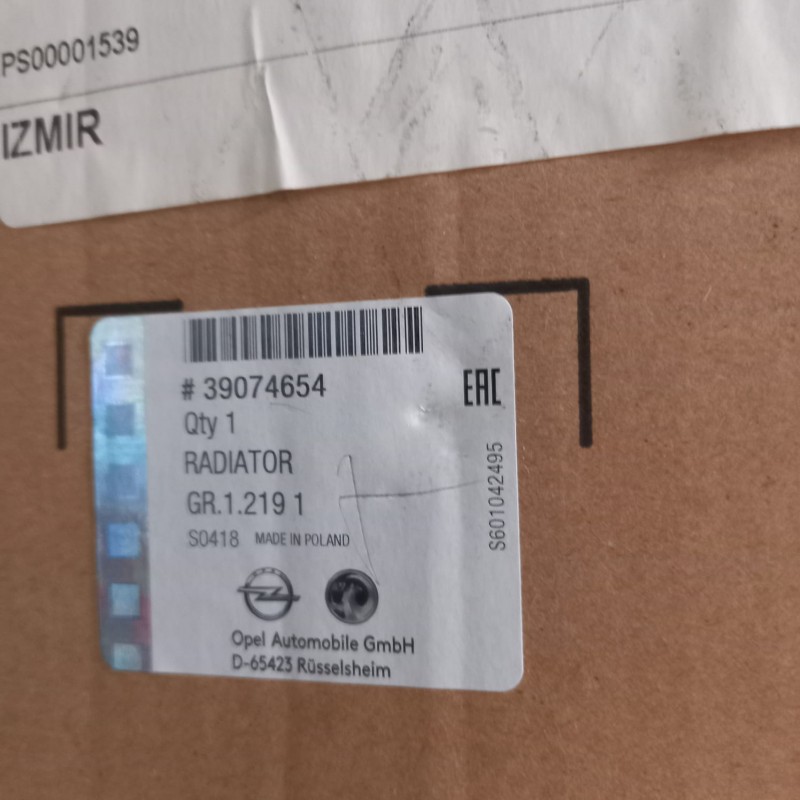 PS00001539
IZMIR
# 39074654
Qty 1
RADIATOR
GR.1.219 1
S0418 MADE IN POLAND
Opel Automobile GmbH
D-65423 Rüsselsheim
EAC
S601042495